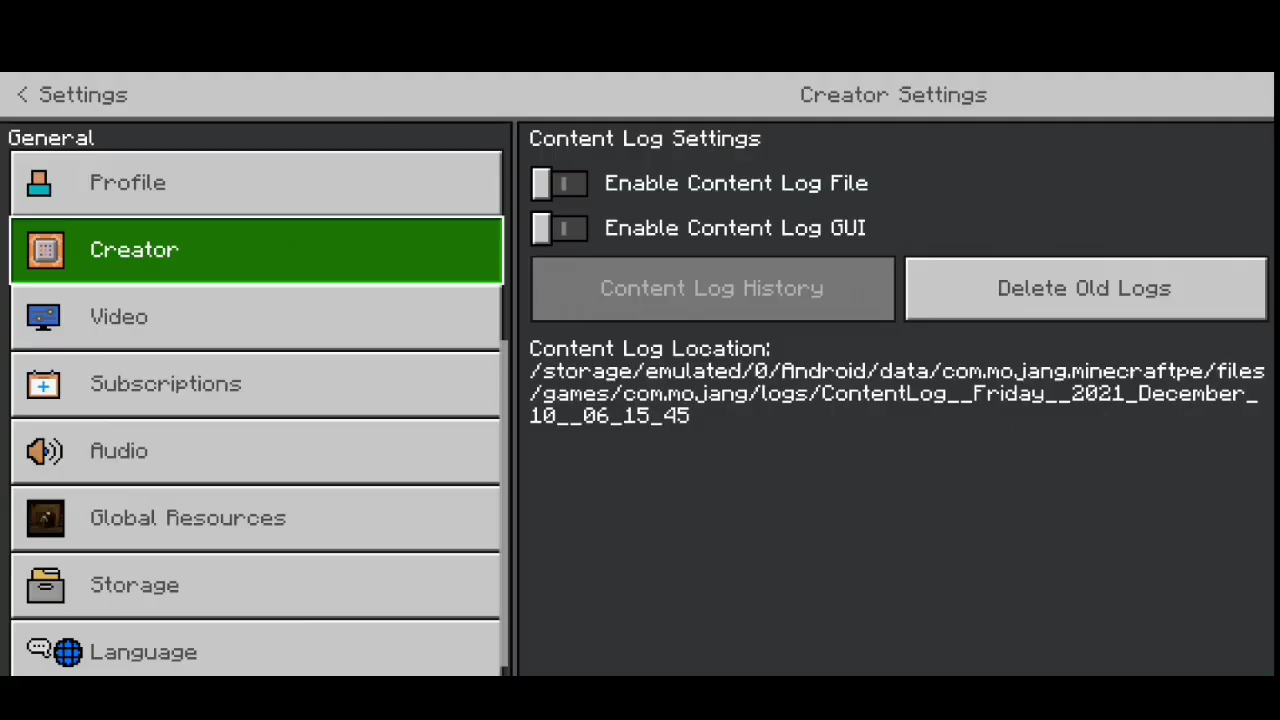 < Settings
Creator Settings
General
Profile
Creator
Video
Subscriptions
Audio
Global Resources
Storage
Language
Content Log Settings
Enable Content Log File
Enable Content Log GUI
Content Log History
Delete Old Logs
Content Log Location:
/storage/emulated/0/Android/data/com.mojang.minecraftpe/files
/games/com.mojang/logs/ContentLog__Friday__2021_December_
10__06_15_45